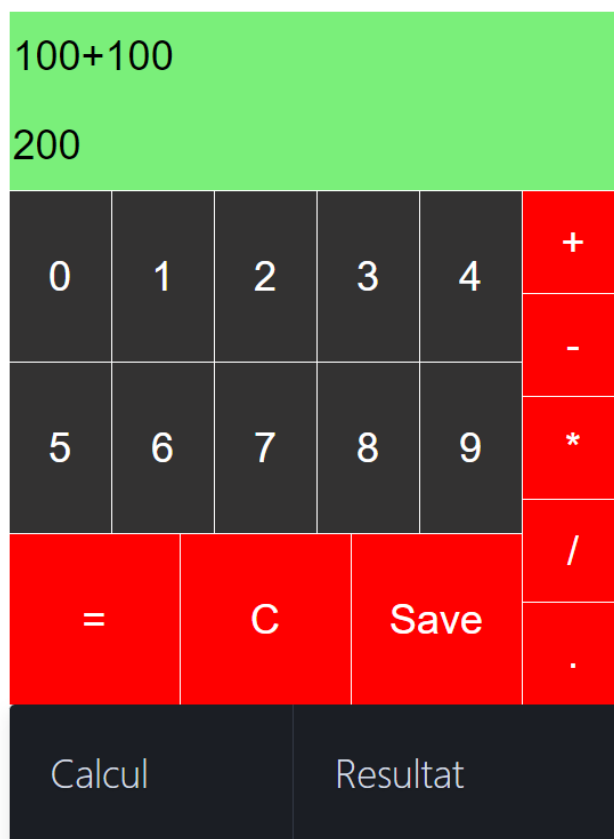 100+100
200
0 1 2 3 4 +
-
5 6 7 8 9 *
/
= C Save .
Calcul Resultat